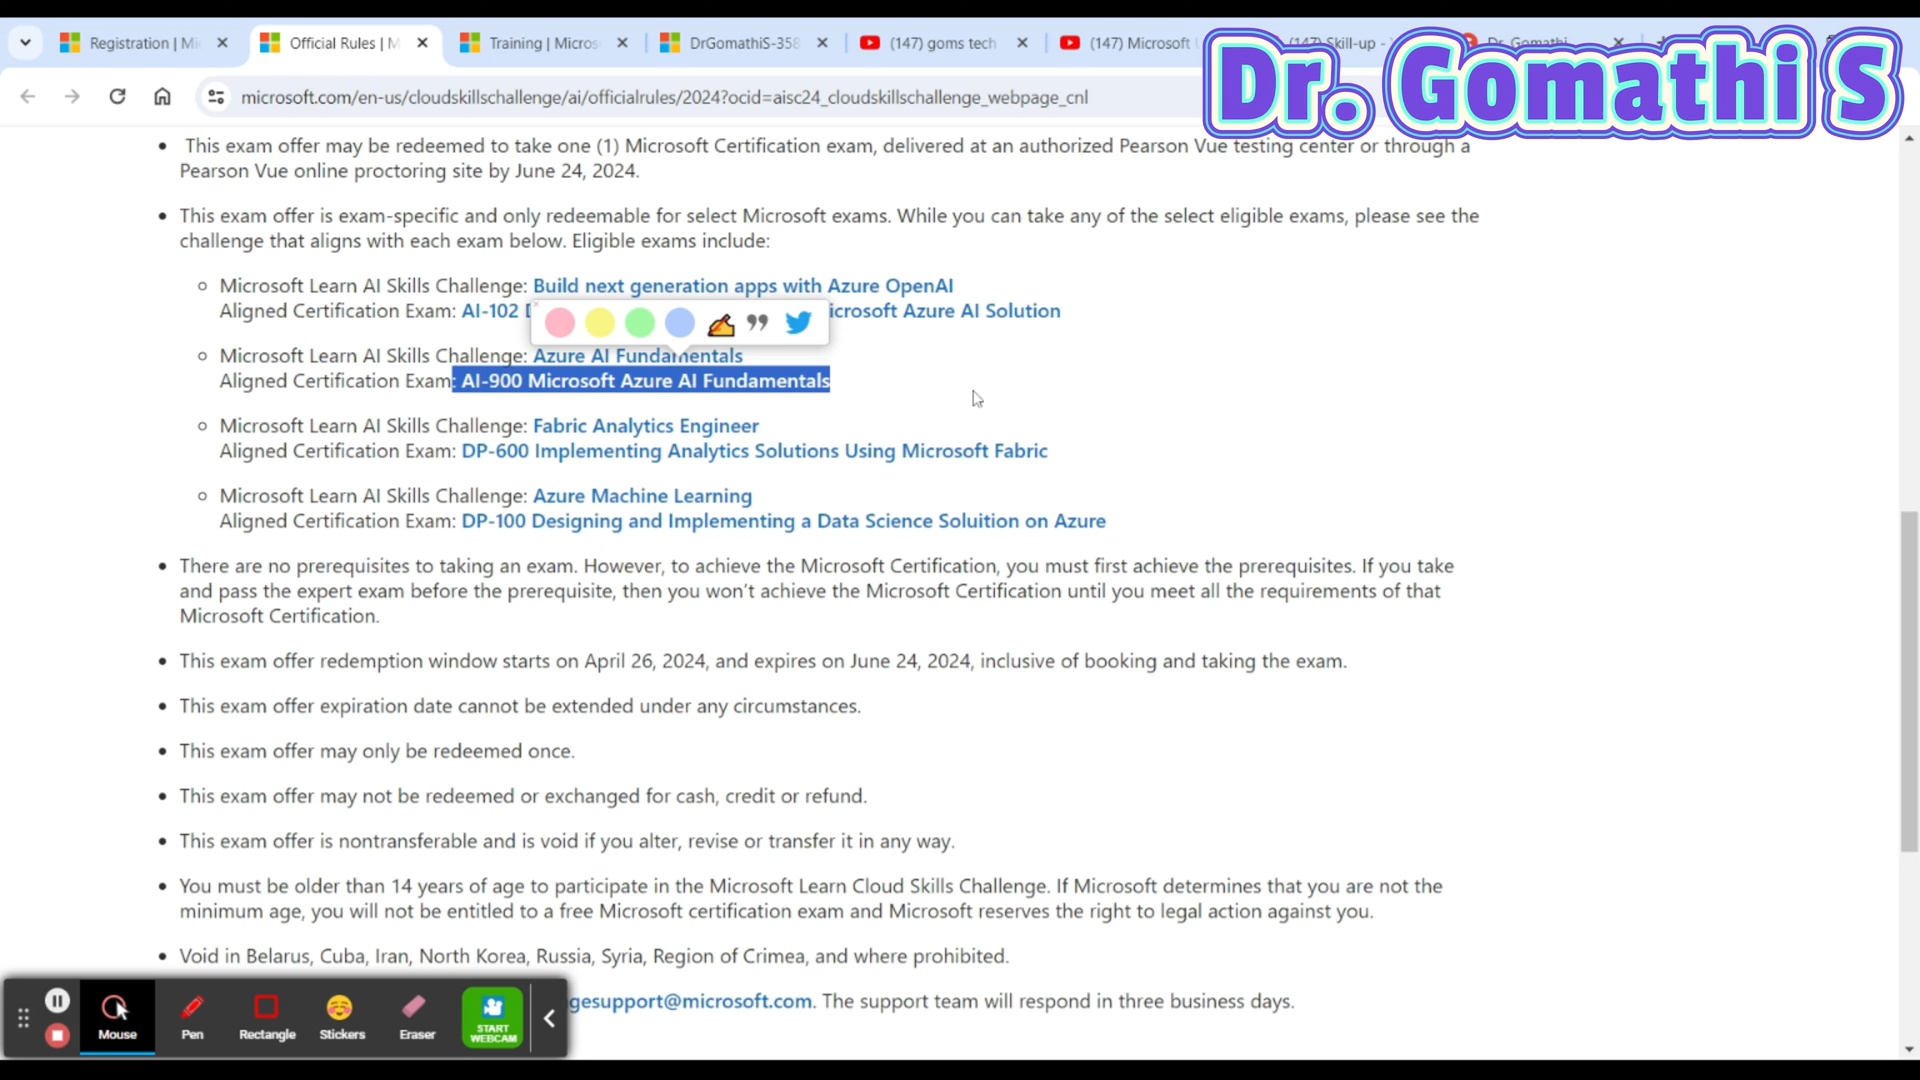 Registration | Mi
Official Rules | M
Training | Micros
DrGomathiS-358
(147) goms tech
(147) Microsoft
(147) Skill-up -
Dr. Gomathi
Dr. Gomathi S
microsoft.com/en-us/cloudskillschallenge/ai/officialrules/2024?ocid=aisc24_cloudskillschallenge_webpage_cnl
This exam offer may be redeemed to take one (1) Microsoft Certification exam, delivered at an authorized Pearson Vue testing center or through a
Pearson Vue online proctoring site by June 24, 2024.
This exam offer is exam-specific and only redeemable for select Microsoft exams. While you can take any of the select eligible exams, please see the
challenge that aligns with each exam below. Eligible exams include:
Microsoft Learn AI Skills Challenge: Build next generation apps with Azure OpenAI
Aligned Certification Exam: AI-102 icrosoft Azure AI Solution
Microsoft Learn AI Skills Challenge: Azure AI Fundamentals
Aligned Certification Exam: AI-900 Microsoft Azure AI Fundamentals
Microsoft Learn AI Skills Challenge: Fabric Analytics Engineer
Aligned Certification Exam: DP-600 Implementing Analytics Solutions Using Microsoft Fabric
Microsoft Learn AI Skills Challenge: Azure Machine Learning
Aligned Certification Exam: DP-100 Designing and Implementing a Data Science Soluition on Azure
There are no prerequisites to taking an exam. However, to achieve the Microsoft Certification, you must first achieve the prerequisites. If you take
and pass the expert exam before the prerequisite, then you won't achieve the Microsoft Certification until you meet all the requirements of that
Microsoft Certification.
This exam offer redemption window starts on April 26, 2024, and expires on June 24, 2024, inclusive of booking and taking the exam.
This exam offer expiration date cannot be extended under any circumstances.
This exam offer may only be redeemed once.
This exam offer may not be redeemed or exchanged for cash, credit or refund.
This exam offer is nontransferable and is void if you alter, revise or transfer it in any way.
You must be older than 14 years of age to participate in the Microsoft Learn Cloud Skills Challenge. If Microsoft determines that you are not the
minimum age, you will not be entitled to a free Microsoft certification exam and Microsoft reserves the right to legal action against you.
Void in Belarus, Cuba, Iran, North Korea, Russia, Syria, Region of Crimea, and where prohibited.
gesupport@microsoft.com. The support team will respond in three business days.
Mouse
Pen
Rectangle
Stickers
Eraser
START
WEBCAM